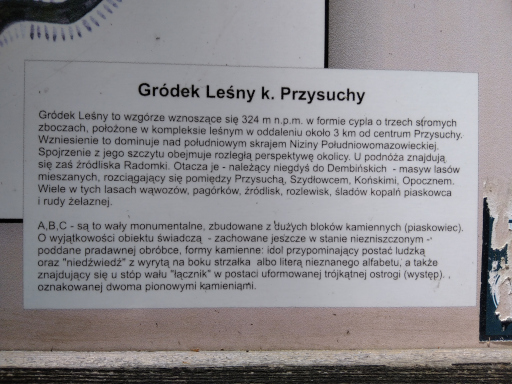 Gródek Leśny k. Przysuchy
Gródek Leśny to wzgórze wznoszące się 324 m n.p.m. w formie cypla o trzech stromych
zboczach, położone w kompleksie leśnym w oddaleniu około 3 km od centrum Przysuchy.
Wzniesienie to dominuje nad południowym skrajem Niziny Południowomazowieckiej.
Spojrzenie z jego szczytu obejmuje rozległą perspektywę okolicy. U podnóża znajdują
się zaś źródliska Radomki. Otacza je - należący niegdyś do Dembińskich - masyw lasów
mieszanych, rozciągający się pomiędzy Przysuchą, Szydłowcem, Końskimi, Opocznem.
Wiele w tych lasach wąwozów, pagórków, źródlisk, rozlewisk, śladów kopalń piaskowca
i rudy żelaznej.
A,B,C - są to wały monumentalne, zbudowane z dużych bloków kamiennych (piaskowiec).
O wyjątkowości obiektu świadczą - zachowane jeszcze w stanie niezniszczonym -
poddane pradawnej obróbce, formy kamienne: idol przypominający postać ludzką
oraz "niedźwiedź" z wyrytą na boku strzałka albo literą nieznanego alfabetu, a także
znajdujący się u stóp wału "łącznik" w postaci uformowanej trójkątnej ostrogi (występ).
oznakowanej dwoma pionowymi kamieniami.